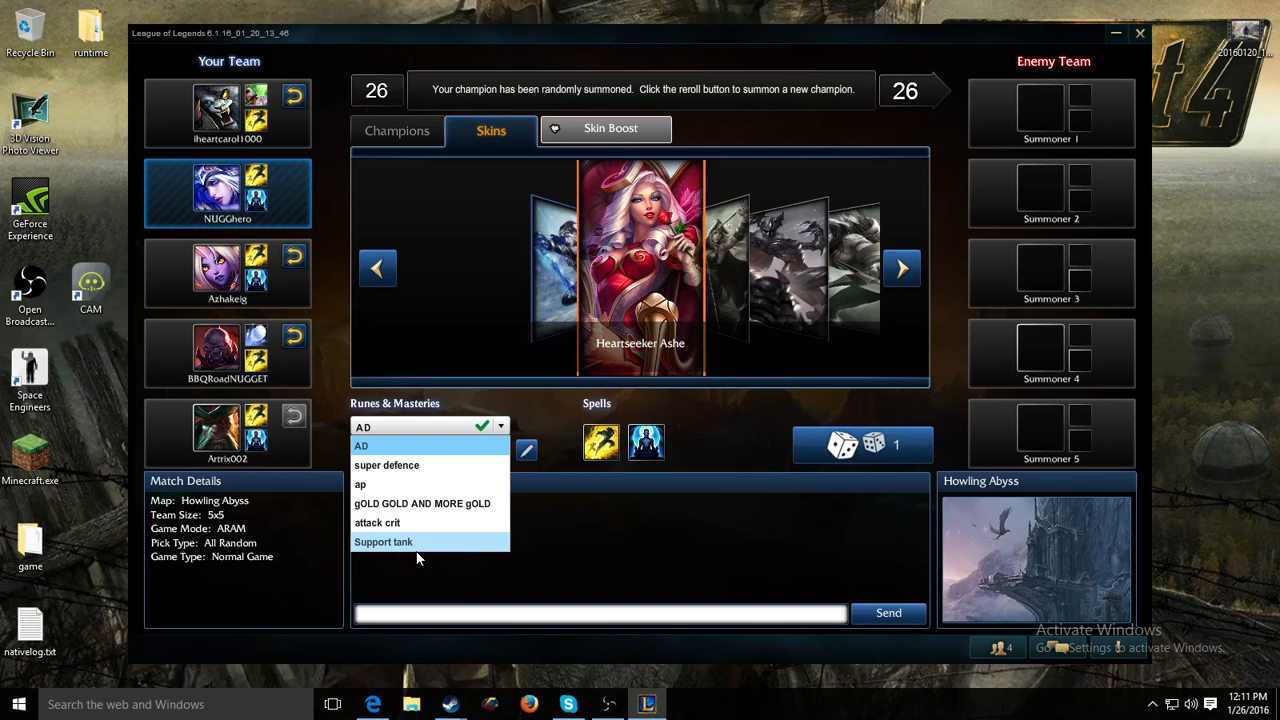 Recycle Bin
runtime
3D Vision
Photo Viewer
GeForce
Experience
Open
Broadcast...
CAM
Space
Engineers
Minecraft.exe
game
nativelog.txt
20160120_1...
League of Legends 6.1.16_01_20_13_46
Your Team
iheartcarol1000
NUGGhero
Azhakeig
BBQRoadNUGGET
Artrix002
26
Your champion has been randomly summoned. Click the reroll button to summon a new champion.
26
Champions
Skins
Skin Boost
Heartseeker Ashe
Enemy Team
Summoner 1
Summoner 2
Summoner 3
Summoner 4
Summoner 5
Runes & Masteries
AD
AD
super defence
ap
gOLD GOLD AND MORE gOLD
attack crit
Support tank
Spells
1
Match Details
Map: Howling Abyss
Team Size: 5x5
Game Mode: ARAM
Pick Type: All Random
Game Type: Normal Game
Send
Howling Abyss
4
Activate Windows
Go to Settings to activate Windows.
Search the web and Windows
12:11 PM
1/26/2016